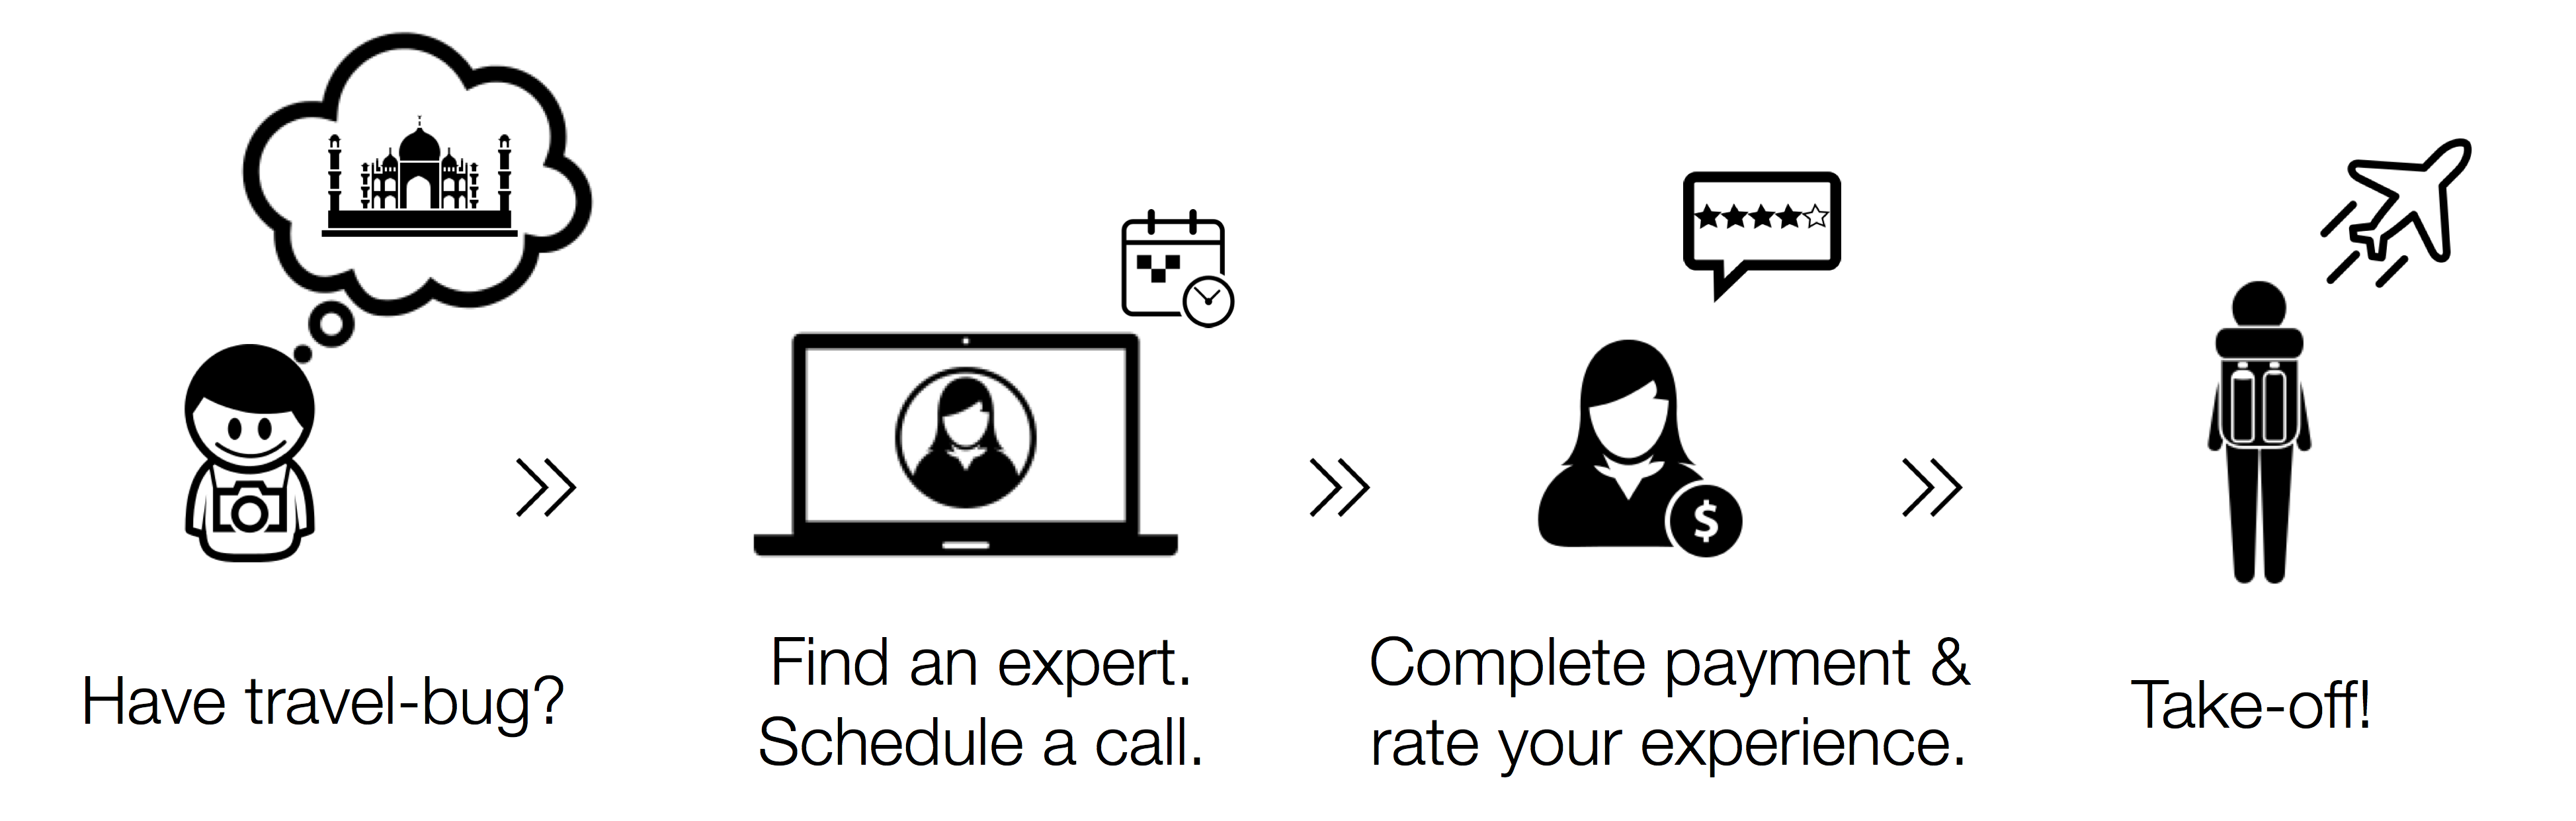 Have travel-bug?
Find an expert.
Schedule a call.
$
Complete payment &
rate your experience.
Take-off!